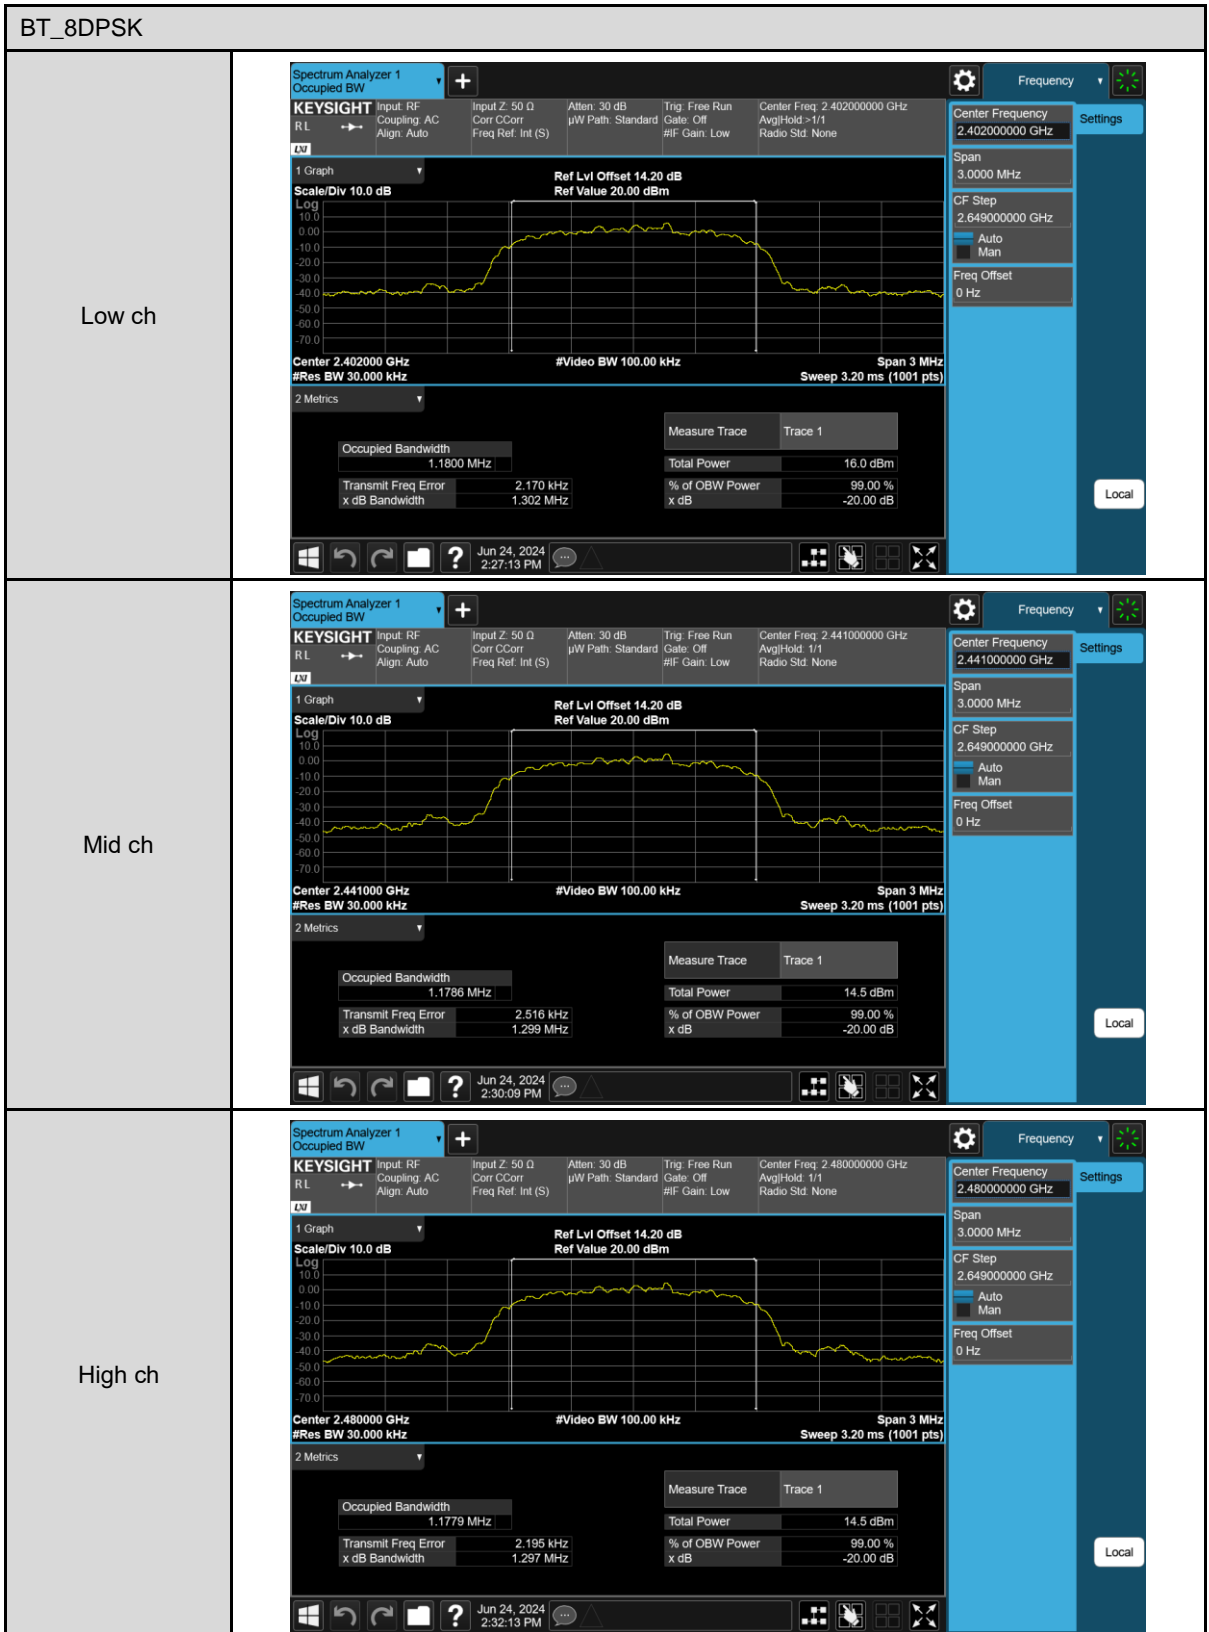 BT_8DPSK
Low ch
Spectrum Analyzer 1
Occupied BW
Frequency
KEYSIGHT
R L
LXI
Input: RF
Coupling: AC
Align: Auto
Input Z: 50 Ω
Corr CCorr
Freq Ref: Int (S)
Atten: 30 dB
µW Path: Standard
Trig: Free Run
Gate: Off
#IF Gain: Low
Center Freq: 2.402000000 GHz
Avg|Hold:>1/1
Radio Std: None
Center Frequency
2.402000000 GHz
Settings
Span
3.0000 MHz
CF Step
2.649000000 GHz
Auto
Man
Freq Offset
0 Hz
1 Graph
Scale/Div 10.0 dB
Ref Lvl Offset 14.20 dB
Ref Value 20.00 dBm
Log
10.0
0.00
-10.0
-20.0
-30.0
-40.0
-50.0
-60.0
-70.0
Center 2.402000 GHz
#Video BW 100.00 kHz
Span 3 MHz
#Res BW 30.000 kHz
Sweep 3.20 ms (1001 pts)
2 Metrics
Measure Trace Trace 1
Occupied Bandwidth
1.1800 MHz
Total Power 16.0 dBm
Transmit Freq Error 2.170 kHz
% of OBW Power 99.00 %
x dB Bandwidth 1.302 MHz
x dB -20.00 dB
Local
?
Jun 24, 2024
2:27:13 PM
Mid ch
Spectrum Analyzer 1
Occupied BW
Frequency
KEYSIGHT
R L
LXI
Input: RF
Coupling: AC
Align: Auto
Input Z: 50 Ω
Corr CCorr
Freq Ref: Int (S)
Atten: 30 dB
µW Path: Standard
Trig: Free Run
Gate: Off
#IF Gain: Low
Center Freq: 2.441000000 GHz
Avg|Hold: 1/1
Radio Std: None
Center Frequency
2.441000000 GHz
Settings
Span
3.0000 MHz
CF Step
2.649000000 GHz
Auto
Man
Freq Offset
0 Hz
1 Graph
Scale/Div 10.0 dB
Ref Lvl Offset 14.20 dB
Ref Value 20.00 dBm
Log
10.0
0.00
-10.0
-20.0
-30.0
-40.0
-50.0
-60.0
-70.0
Center 2.441000 GHz
#Video BW 100.00 kHz
Span 3 MHz
#Res BW 30.000 kHz
Sweep 3.20 ms (1001 pts)
2 Metrics
Measure Trace Trace 1
Occupied Bandwidth
1.1786 MHz
Total Power 14.5 dBm
Transmit Freq Error 2.516 kHz
% of OBW Power 99.00 %
x dB Bandwidth 1.299 MHz
x dB -20.00 dB
Local
?
Jun 24, 2024
2:30:09 PM
High ch
Spectrum Analyzer 1
Occupied BW
Frequency
KEYSIGHT
R L
LXI
Input: RF
Coupling: AC
Align: Auto
Input Z: 50 Ω
Corr CCorr
Freq Ref: Int (S)
Atten: 30 dB
µW Path: Standard
Trig: Free Run
Gate: Off
#IF Gain: Low
Center Freq: 2.480000000 GHz
Avg|Hold: 1/1
Radio Std: None
Center Frequency
2.480000000 GHz
Settings
Span
3.0000 MHz
CF Step
2.649000000 GHz
Auto
Man
Freq Offset
0 Hz
1 Graph
Scale/Div 10.0 dB
Ref Lvl Offset 14.20 dB
Ref Value 20.00 dBm
Log
10.0
0.00
-10.0
-20.0
-30.0
-40.0
-50.0
-60.0
-70.0
Center 2.480000 GHz
#Video BW 100.00 kHz
Span 3 MHz
#Res BW 30.000 kHz
Sweep 3.20 ms (1001 pts)
2 Metrics
Measure Trace Trace 1
Occupied Bandwidth
1.1779 MHz
Total Power 14.5 dBm
Transmit Freq Error 2.195 kHz
% of OBW Power 99.00 %
x dB Bandwidth 1.297 MHz
x dB -20.00 dB
Local
?
Jun 24, 2024
2:32:13 PM